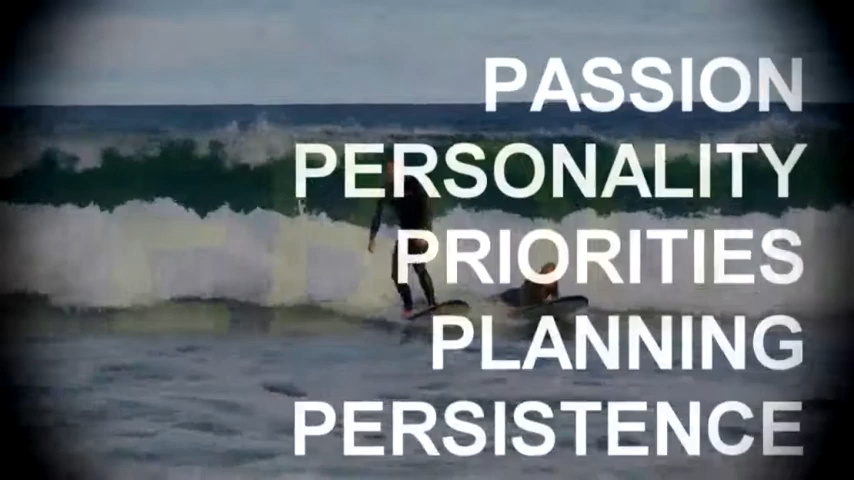 PASSION
PERSONALITY
PRIORITIES
PLANNING
PERSISTENCE